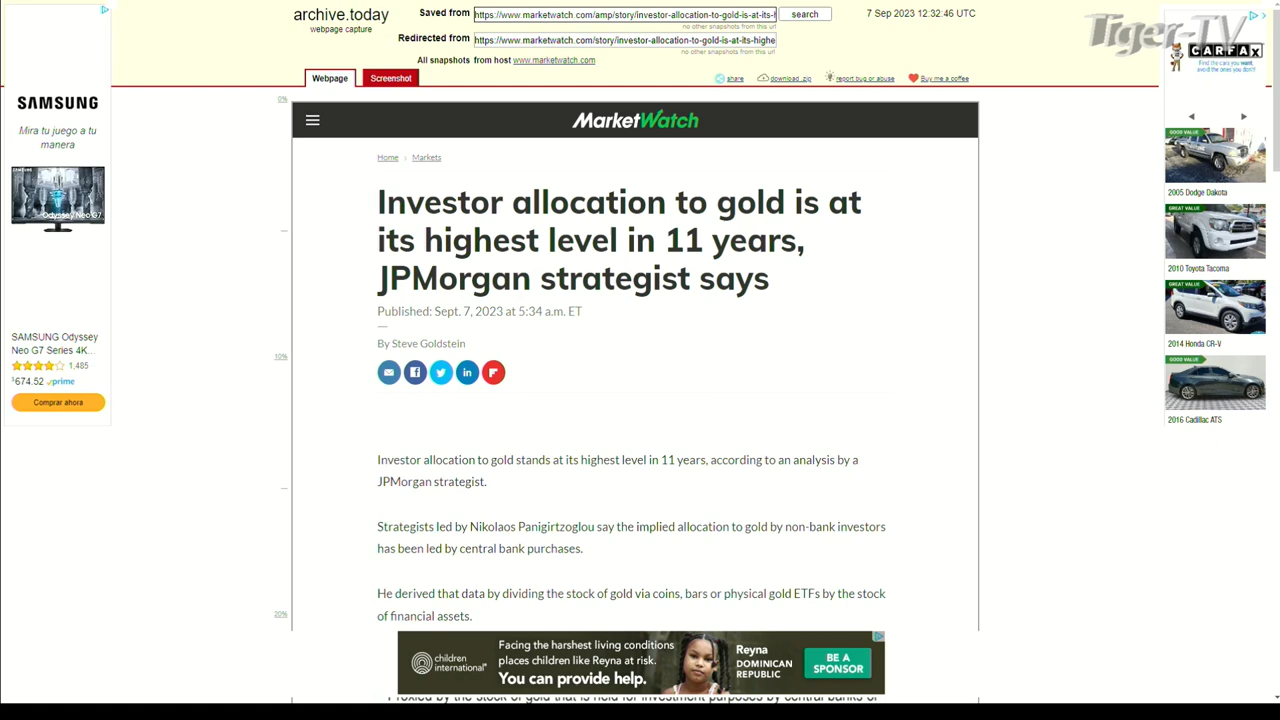 archive.today
webpage capture
Saved from
https://www.marketwatch.com/amp/story/investor-allocation-to-gold-is-at-its-h
search
7 Sep 2023 12:32:46 UTC
no other snapshots from this url
Redirected from
https://www.marketwatch.com/story/investor-allocation-to-gold-is-at-its-highe
no other snapshots from this url
All snapshots from host www.marketwatch.com
Webpage
Screenshot
share
download .zip
report bug or abuse
Buy me a coffee
Tiger-TV
0%
10%
20%
MarketWatch
Home › Markets
Investor allocation to gold is at
its highest level in 11 years,
JPMorgan strategist says
Published: Sept. 7, 2023 at 5:34 a.m. ET
By Steve Goldstein
Investor allocation to gold stands at its highest level in 11 years, according to an analysis by a
JPMorgan strategist.
Strategists led by Nikolaos Panigirtzoglou say the implied allocation to gold by non-bank investors
has been led by central bank purchases.
He derived that data by dividing the stock of gold via coins, bars or physical gold ETFs by the stock
of financial assets.
Proxied by the stock of gold that is held for investment purposes by central banks or
SAMSUNG
Mira tu juego a tu
manera
SAMSUNG
Odyssey Neo G7
SAMSUNG Odyssey
Neo G7 Series 4K...
1,485
$674.52 prime
Comprar ahora
CARFAX
Find the cars you want,
avoid the ones you don't!
GOOD VALUE
2005 Dodge Dakota
GREAT VALUE
2010 Toyota Tacoma
GREAT VALUE
2014 Honda CR-V
GOOD VALUE
2016 Cadillac ATS
children
international
Facing the harshest living conditions
places children like Reyna at risk.
You can provide help.
Reyna
DOMINICAN
REPUBLIC
BE A
SPONSOR